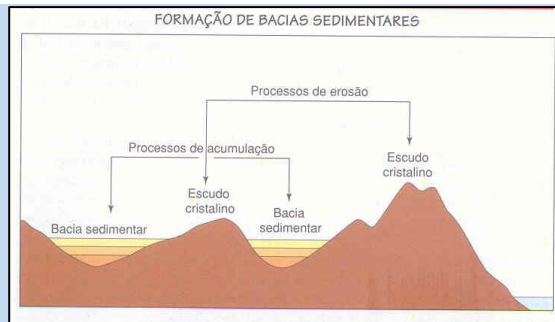 FORMAÇÃO DE BACIAS SEDIMENTARES
Processos de erosão
Processos de acumulação
Escudo
cristalino
Escudo
cristalino
Bacia sedimentar
Bacia
sedimentar